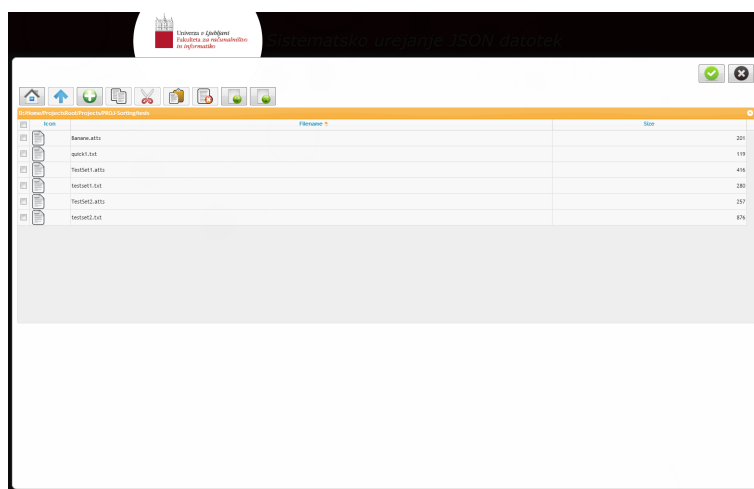 Univerza v Ljubljani
Fakulteta za računalništvo
in informatiko
Sistematsko urejanje JSON datotek
Icon Filename Size
Banana.atts 201
quick1.txt 119
TestSet1.atts 416
testset1.txt 280
TestSet2.atts 257
testset2.txt 876